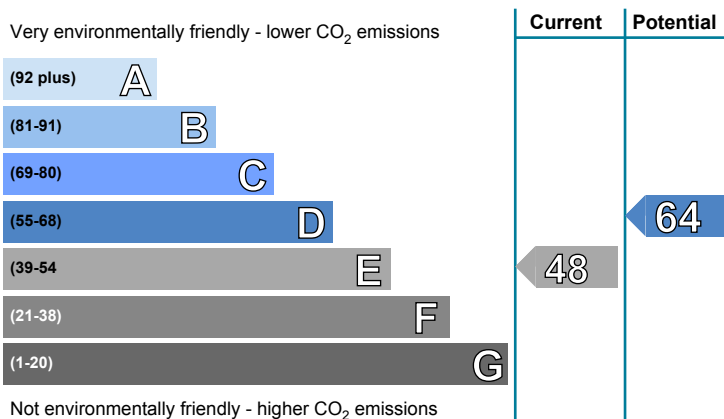 Current Potential
Very environmentally friendly - lower CO2 emissions
(92 plus) A
(81-91) B
(69-80) C
(55-68) D 64
(39-54 E 48
(21-38) F
(1-20) G
Not environmentally friendly - higher CO2 emissions